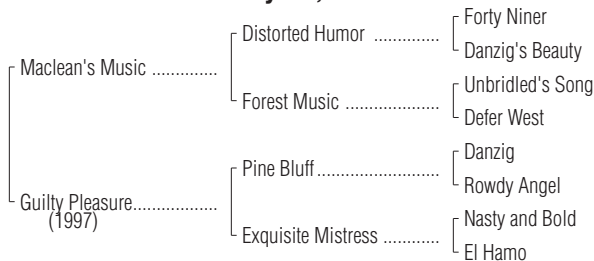 Forty Niner
Distorted Humor ..............
Danzig's Beauty
Maclean's Music ..............
Unbridled's Song
Forest Music ....................
Defer West
Danzig
Pine Bluff..........................
Rowdy Angel
Guilty Pleasure..................
(1997)
Nasty and Bold
Exquisite Mistress ............
El Hamo